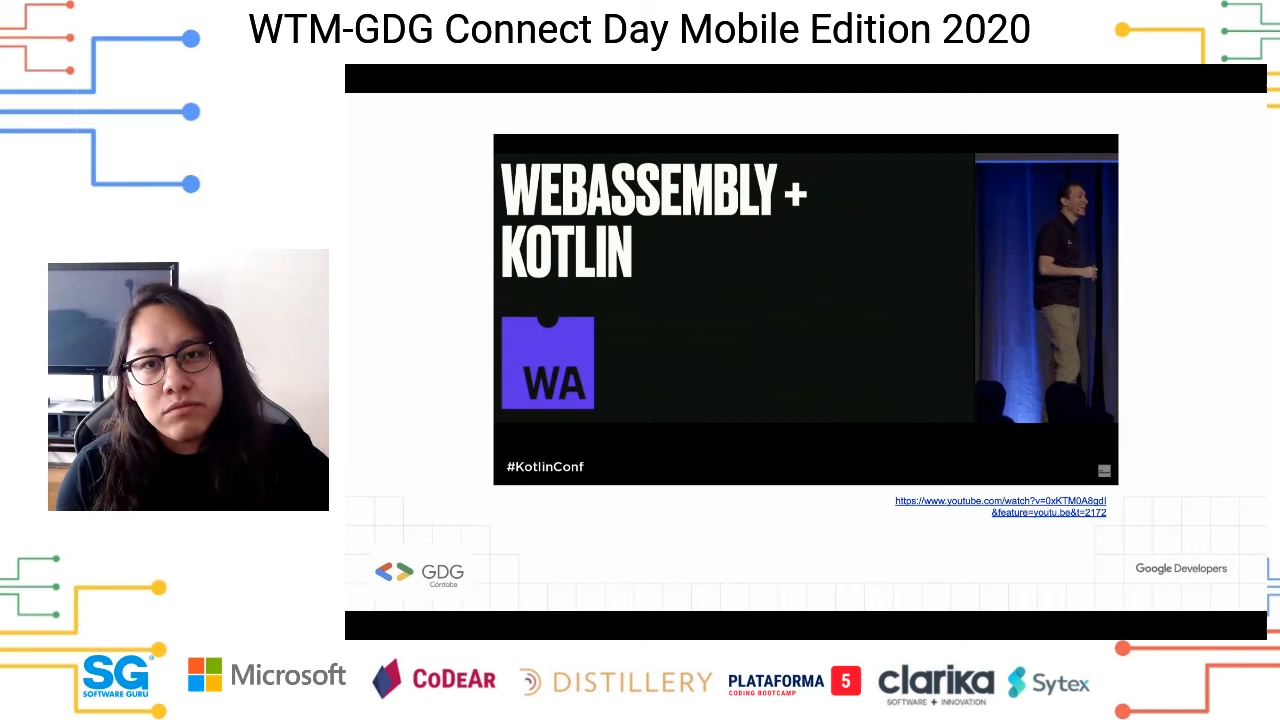 WTM-GDG Connect Day Mobile Edition 2020
WEBASSEMBLY +
KOTLIN
WA
#KotlinConf
https://www.youtube.com/watch?v=0xKTM0A8gdI
&feature=youtu.be&t=2172
GDG
Córdoba
Google Developers
SG
SOFTWARE GURU
Microsoft
CoDeAr
DISTILLERY
PLATAFORMA 5
CODING BOOTCAMP
clarika
SOFTWARE + INNOVATION
Sytex